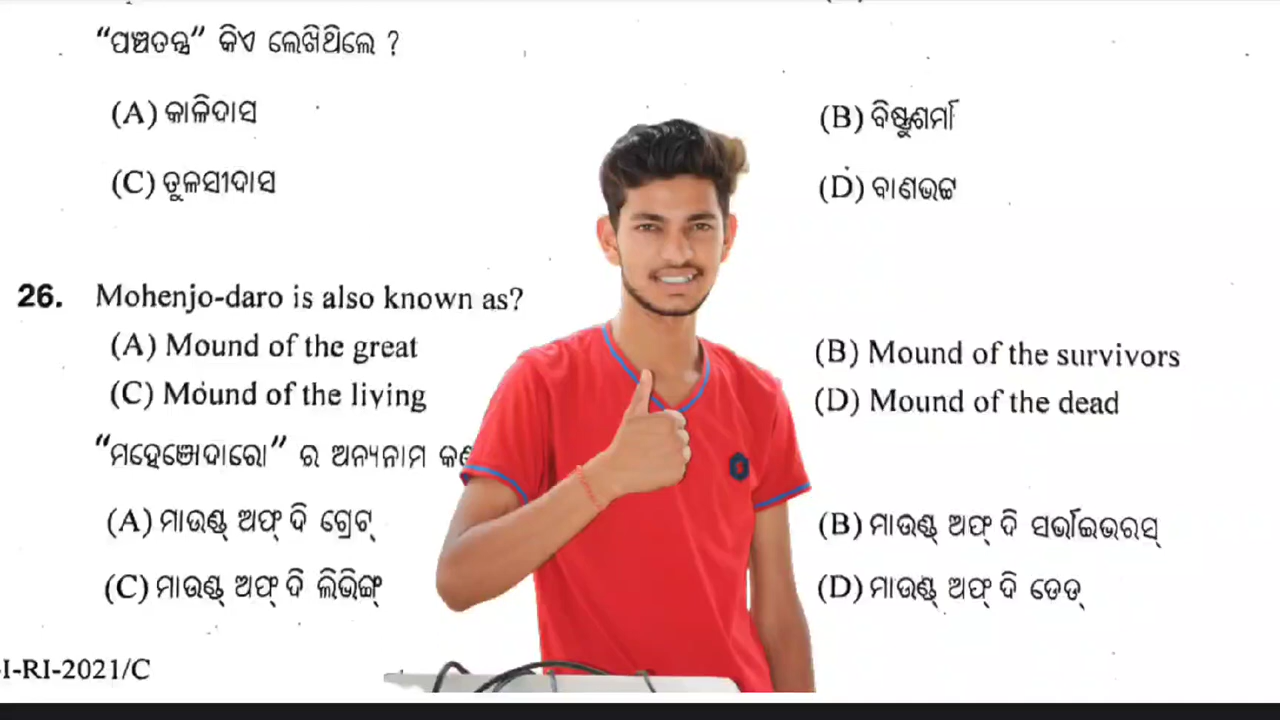 “ପଞ୍ଚତନ୍ତ୍ର” କିଏ ଲେଖିଥିଲେ ?
(A) କାଳିଦାସ
(B) ବିଷ୍ଣୁଶର୍ମା
(C) ତୁଳସୀଦାସ
(D) ବାଣଭଟ୍ଟ
26. Mohenjo-daro is also known as?
(A) Mound of the great
(B) Mound of the survivors
(C) Mound of the living
(D) Mound of the dead
“ମହେଞ୍ଜୋଦାରୋ” ର ଅନ୍ୟନାମ
(A) ମାଉଣ୍ଟ୍ ଅଫ୍ ଦି ଗ୍ରେଟ୍
(B) ମାଉଣ୍ଟ୍ ଅଫ୍ ଦି ସର୍ଭାଇଭରସ୍
(C) ମାଉଣ୍ଟ୍ ଅଫ୍ ଦି ଲିଭିଙ୍ଗ୍
(D) ମାଉଣ୍ଟ୍ ଅଫ୍ ଦି ଡେଡ୍
I-RI-2021/C